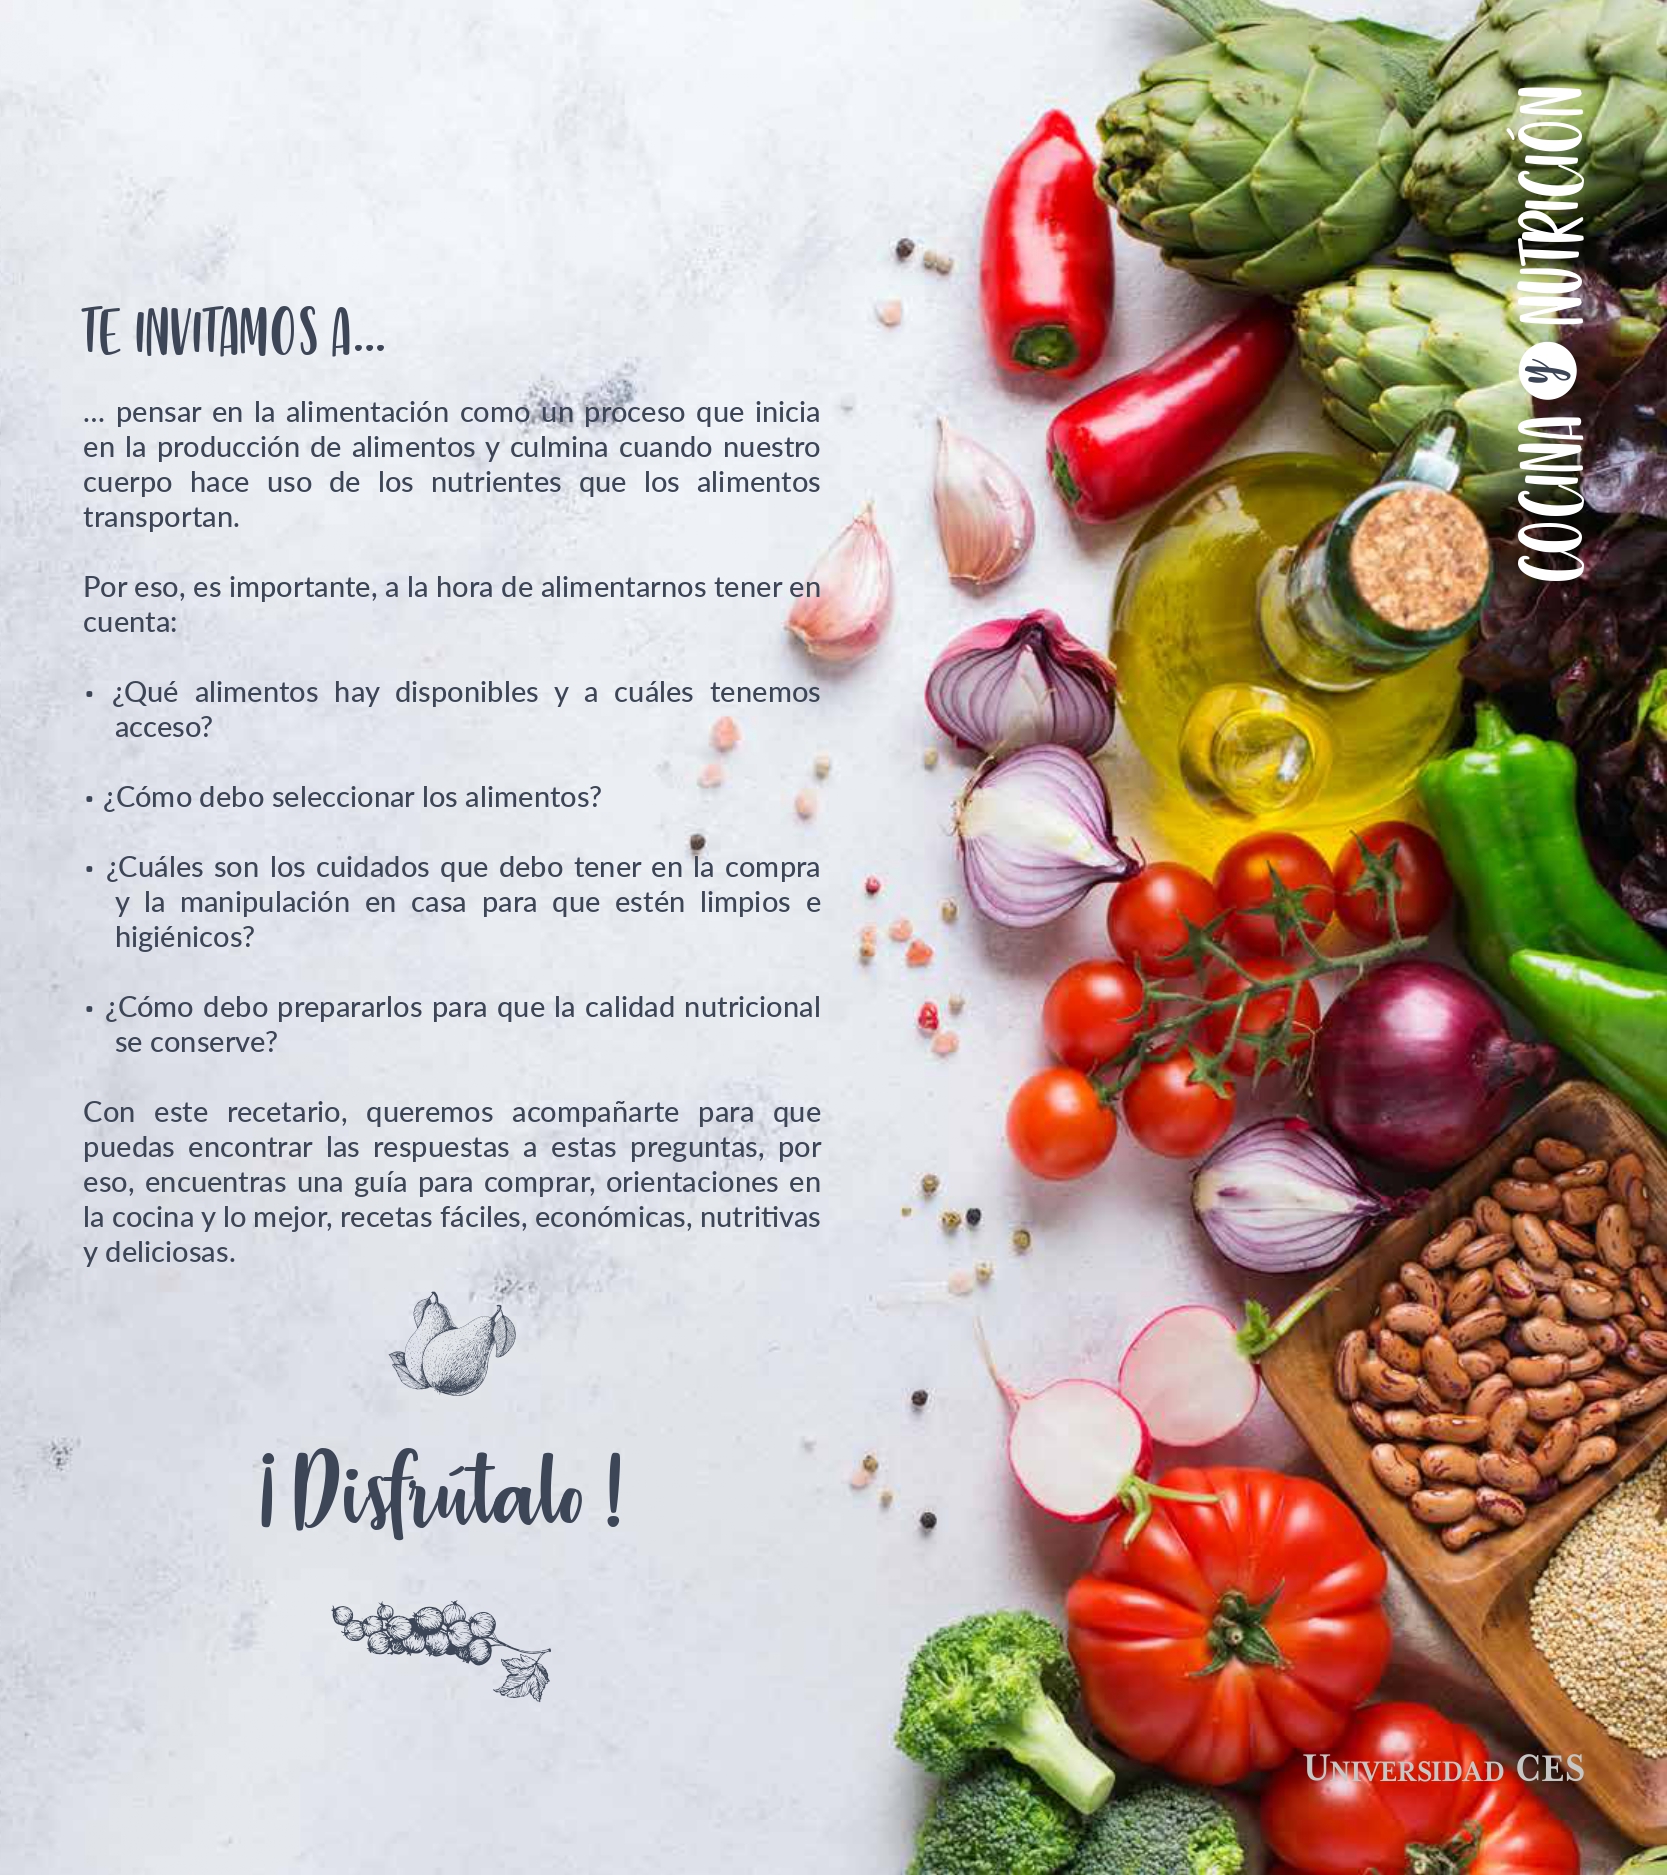 COCINA y NUTRICIÓN
TE INVITAMOS A...
... pensar en la alimentación como un proceso que inicia
en la producción de alimentos y culmina cuando nuestro
cuerpo hace uso de los nutrientes que los alimentos
transportan.
Por eso, es importante, a la hora de alimentarnos tener en
cuenta:
• ¿Qué alimentos hay disponibles y a cuáles tenemos
acceso?
• ¿Cómo debo seleccionar los alimentos?
• ¿Cuáles son los cuidados que debo tener en la compra
y la manipulación en casa para que estén limpios e
higiénicos?
• ¿Cómo debo prepararlos para que la calidad nutricional
se conserve?
Con este recetario, queremos acompañarte para que
puedas encontrar las respuestas a estas preguntas, por
eso, encuentras una guía para comprar, orientaciones en
la cocina y lo mejor, recetas fáciles, económicas, nutritivas
y deliciosas.
¡Disfrútalo!
UNIVERSIDAD CES